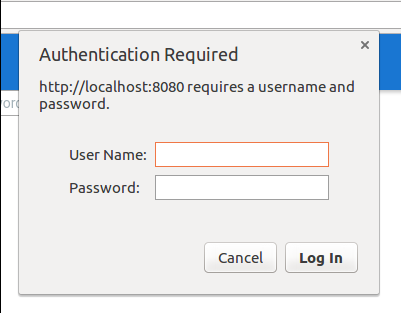 Authentication Required
http://localhost:8080 requires a username and
password.
User Name:
Password:
Cancel
Log In